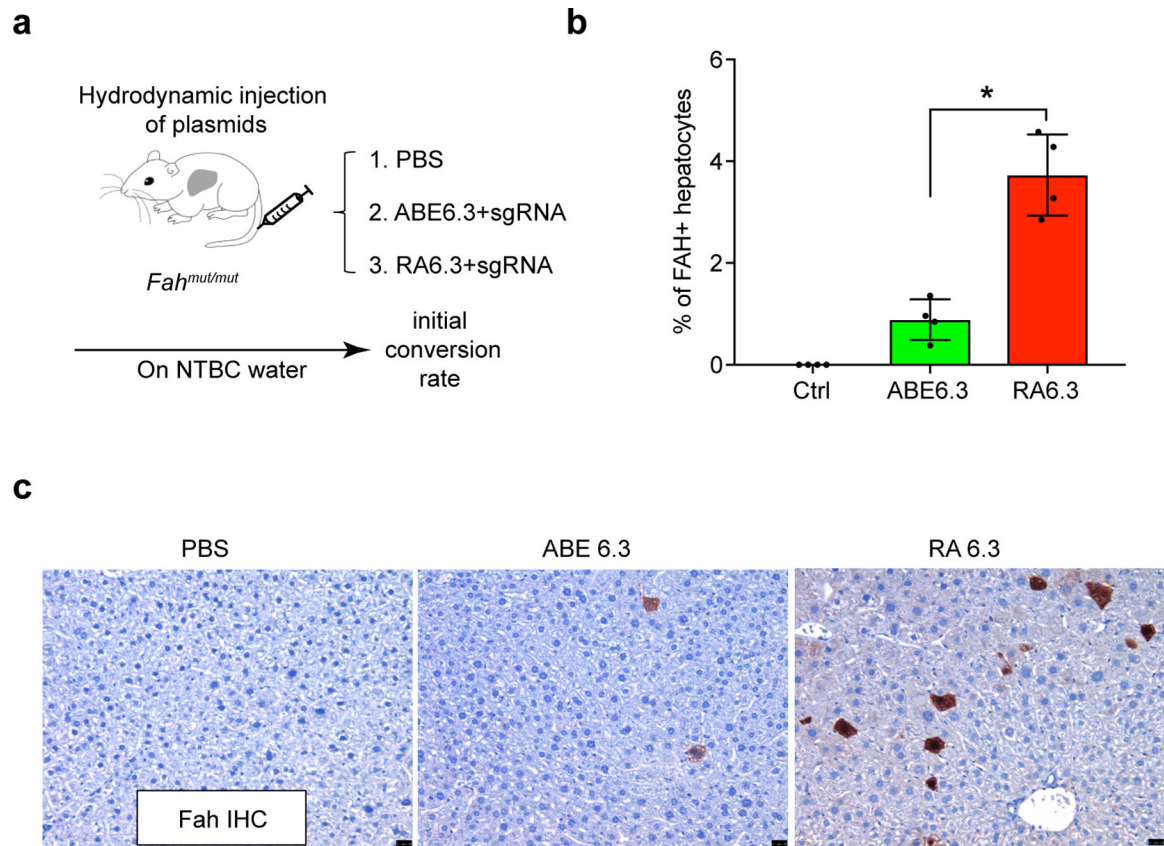 a
Hydrodynamic injection
of plasmids
1. PBS
2. ABE6.3+sgRNA
3. RA6.3+sgRNA
Fah^mut/mut
On NTBC water
initial
conversion
rate
b
% of FAH+ hepatocytes
6
4
2
0
*
Ctrl
ABE6.3
RA6.3
c
PBS
ABE 6.3
RA 6.3
Fah IHC